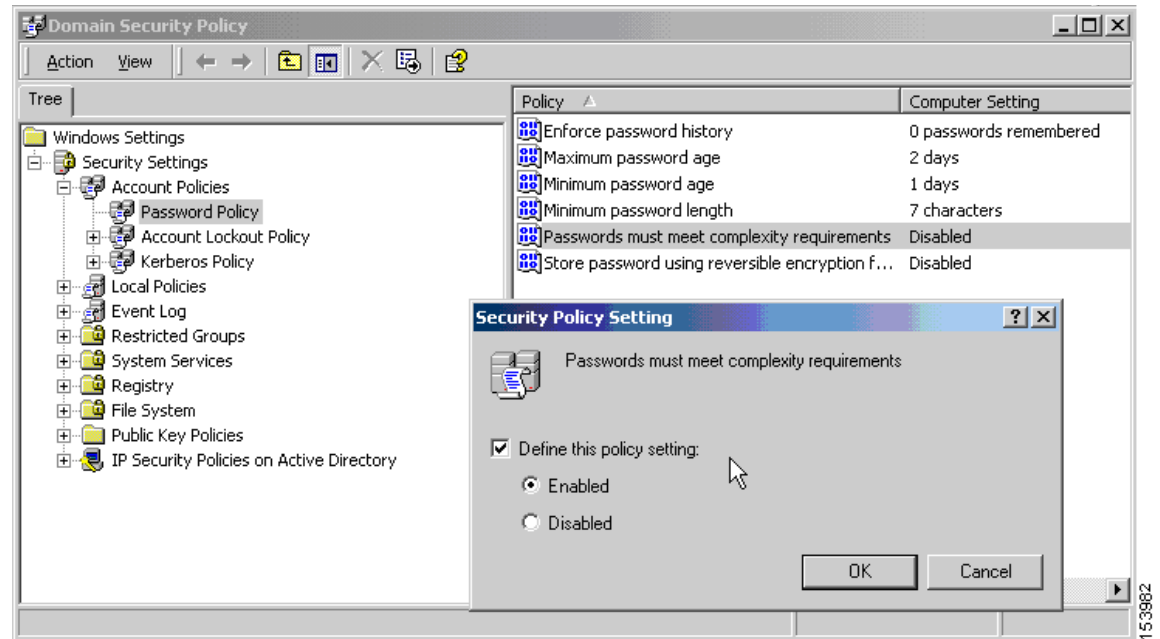 Domain Security Policy
Action View
Tree
Policy Computer Setting
Windows Settings
Security Settings
Account Policies
Password Policy
Account Lockout Policy
Kerberos Policy
Local Policies
Event Log
Restricted Groups
System Services
Registry
File System
Public Key Policies
IP Security Policies on Active Directory
Enforce password history 0 passwords remembered
Maximum password age 2 days
Minimum password age 1 days
Minimum password length 7 characters
Passwords must meet complexity requirements Disabled
Store password using reversible encryption f... Disabled
Security Policy Setting
Passwords must meet complexity requirements
Define this policy setting:
Enabled
Disabled
OK Cancel
153982